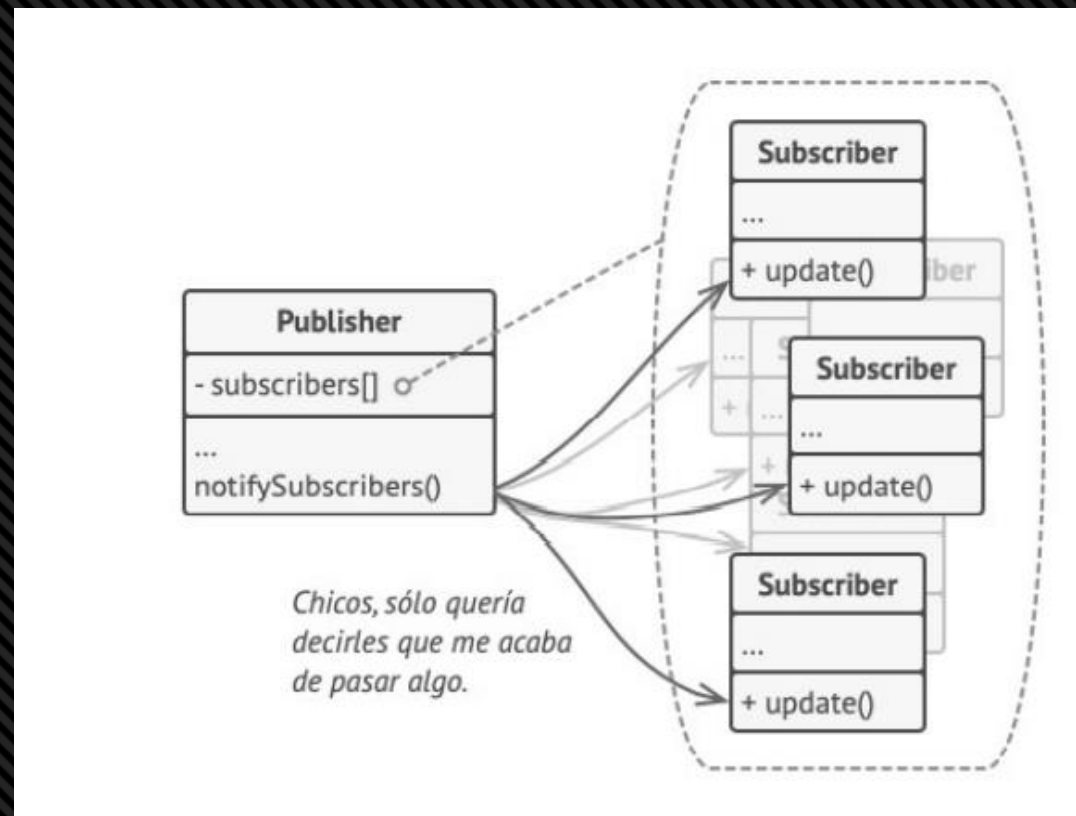 Publisher
- subscribers[]
...
notifySubscribers()
Chicos, sólo quería
decirles que me acaba
de pasar algo.
Subscriber
...
+ update()
iber
...
+
S
...
+
Subscriber
...
+ update()
S
Subscriber
...
+ update()